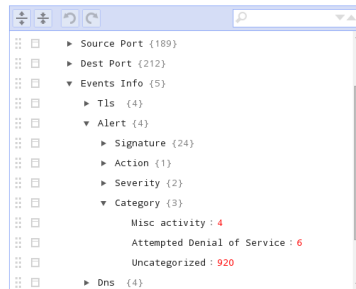 Source Port {189}
Dest Port {212}
Events Info {5}
Tls {4}
Alert {4}
Signature {24}
Action {1}
Severity {2}
Category {3}
Misc activity : 4
Attempted Denial of Service : 6
Uncategorized : 920
Dns {4}